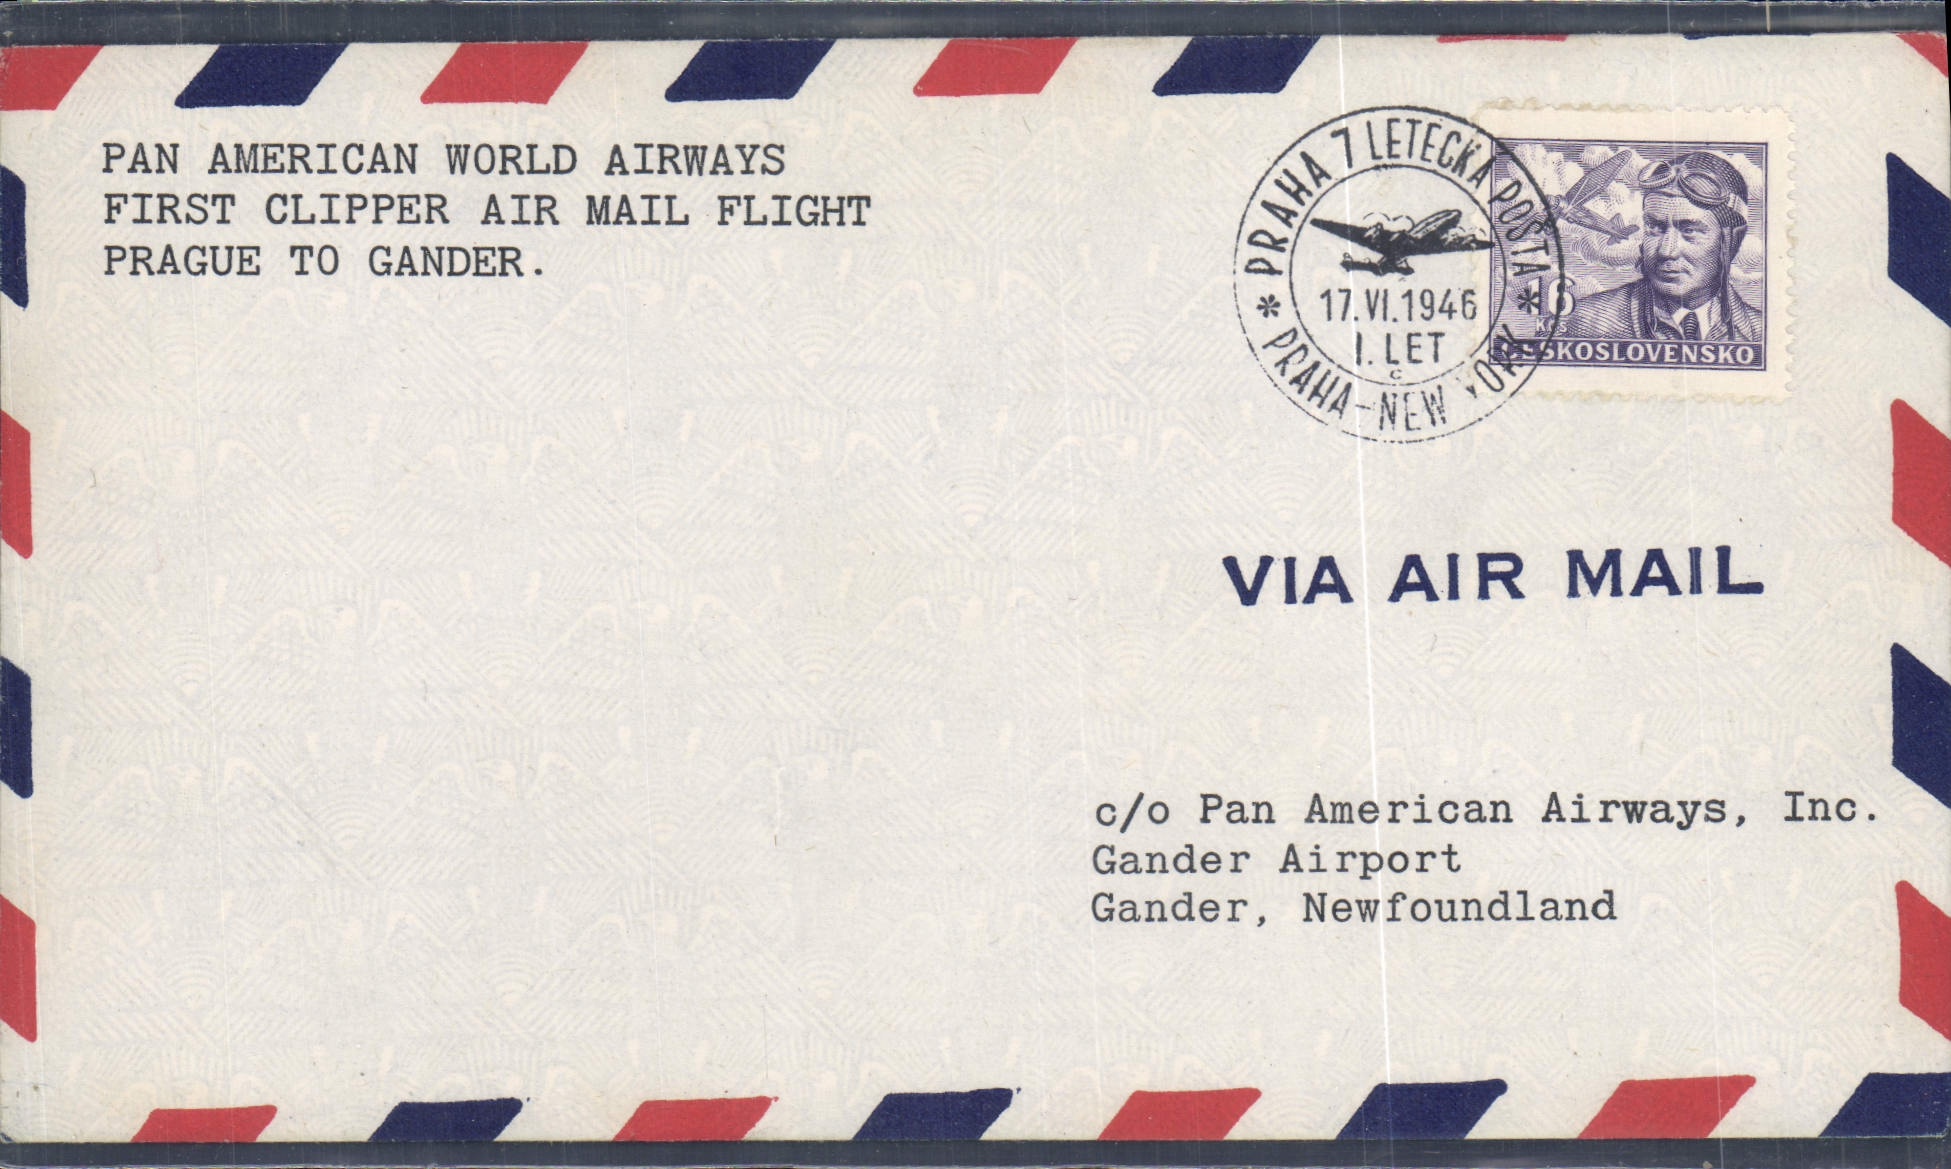 PAN AMERICAN WORLD AIRWAYS
FIRST CLIPPER AIR MAIL FLIGHT
PRAGUE TO GANDER.
PRAHA 7 LETECKÁ POŠTA
17.VI.1946
1. LET
c
* PRAHA-NEW YORK *
16
KČS
ČESKOSLOVENSKO
VIA AIR MAIL
c/o Pan American Airways, Inc.
Gander Airport
Gander, Newfoundland